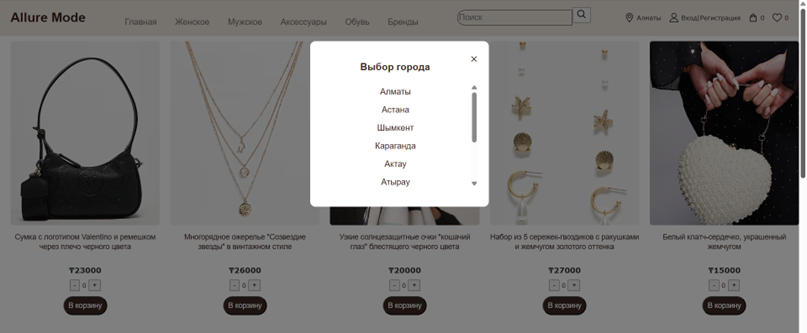 Allure Mode
Главная Женское Мужское Аксессуары Обувь Бренды
Поиск
Алматы Вход|Регистрация 0 0
Выбор города ×
Алматы
Астана
Шымкент
Караганда
Актау
Атырау
Сумка с логотипом Valentino и ремешком
через плечо черного цвета
₸23000
- 0 +
В корзину
Многоярусное ожерелье "Созвездие
звезды" в винтажном стиле
₸26000
- 0 +
В корзину
Узкие солнцезащитные очки "кошачий
глаз" блестящего черного цвета
₸20000
- 0 +
В корзину
Набор из 5 сережек-гвоздиков с ракушками
и жемчугом золотого оттенка
₸27000
- 0 +
В корзину
Белый клатч-сердечко, украшенный
жемчугом
₸15000
- 0 +
В корзину